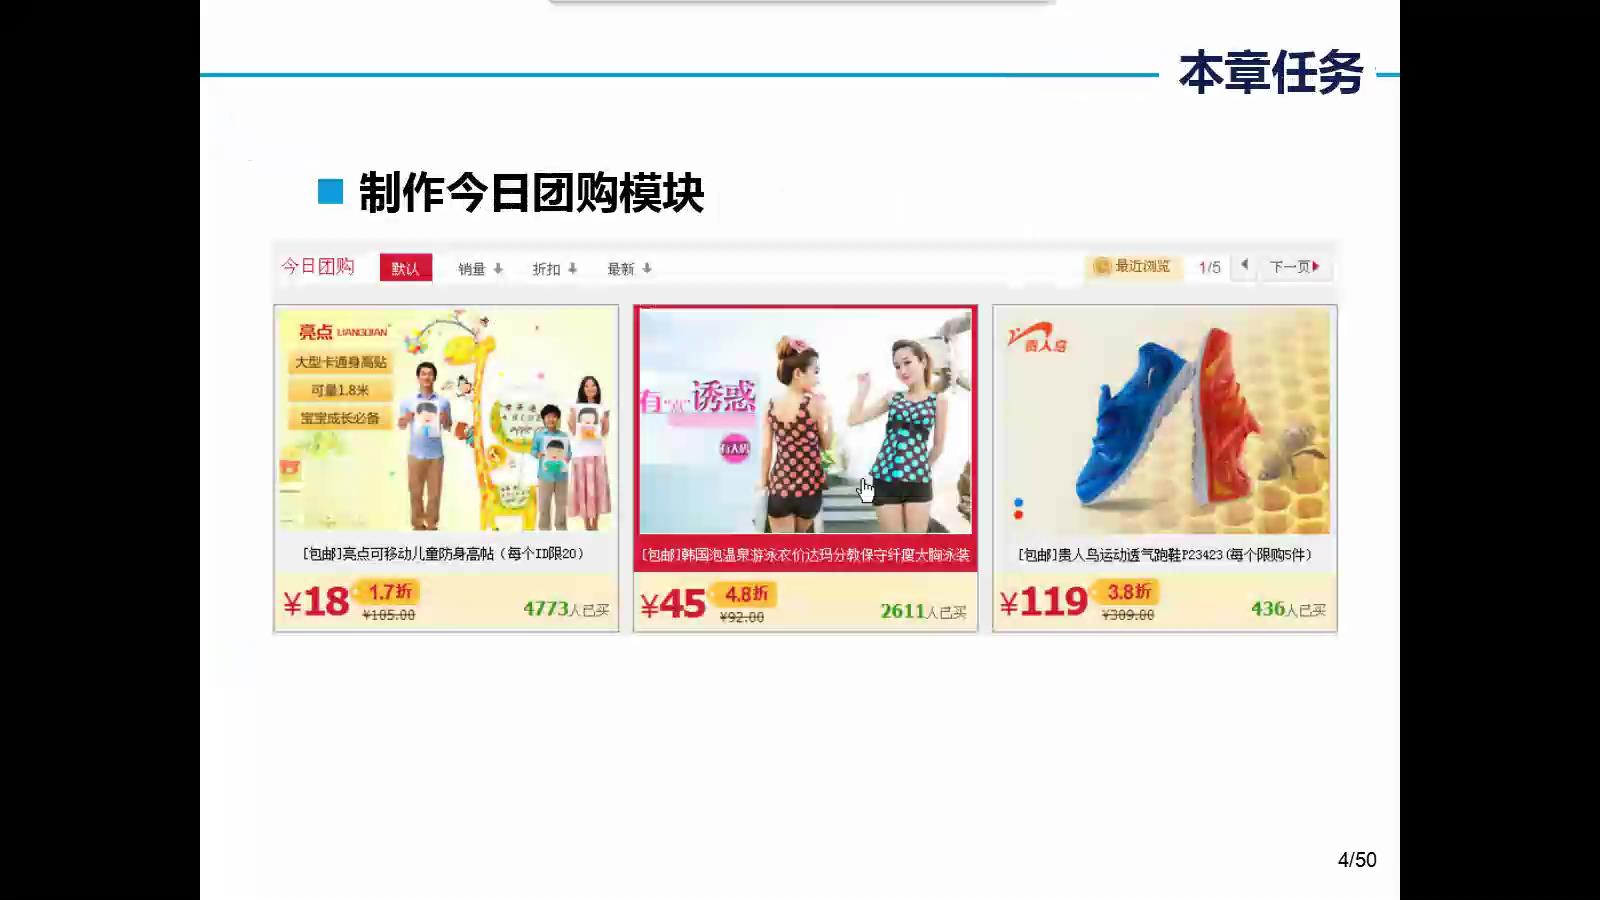 本章任务
制作今日团购模块
今日团购 默认 销量 折扣 最新 最近浏览 1/5 下一页
亮点 LIANGDIAN
大型卡通身高贴
可量1.8米
宝宝成长必备
有 诱惑
贵人鸟
[包邮]亮点可移动儿童防身高帖（每个ID限20）
[包邮]韩国泡温泉游泳衣价达玛分教保守纤瘦大胸泳装
[包邮]贵人鸟运动透气跑鞋P23423(每个限购5件)
¥18 1.7折 ¥105.00 4773人已买
¥45 4.8折 ¥92.00 2611人已买
¥119 3.8折 ¥309.00 436人已买
4/50